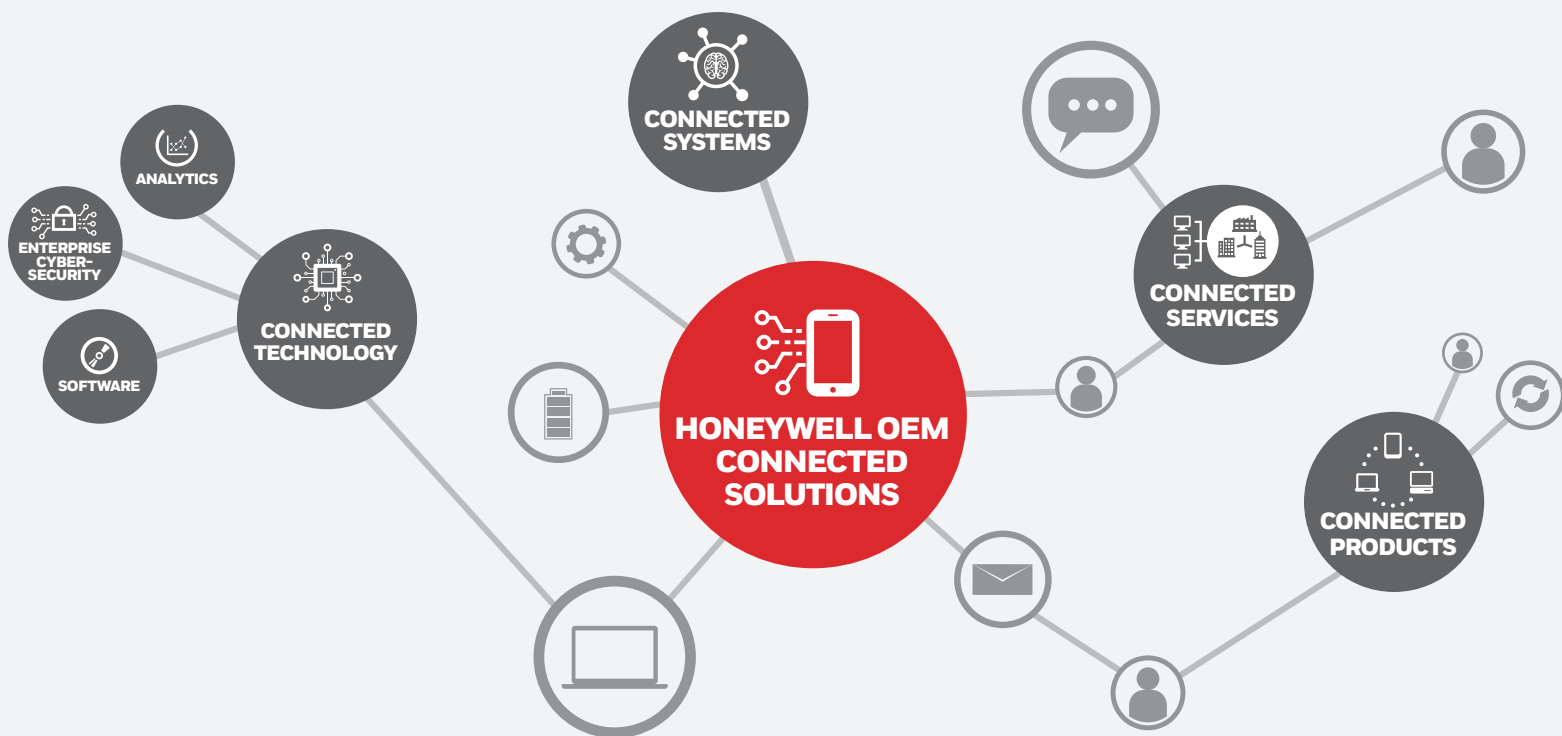 CONNECTED
SYSTEMS
ANALYTICS
ENTERPRISE
CYBER-
SECURITY
CONNECTED
TECHNOLOGY
SOFTWARE
CONNECTED
SERVICES
HONEYWELL OEM
CONNECTED
SOLUTIONS
CONNECTED
PRODUCTS